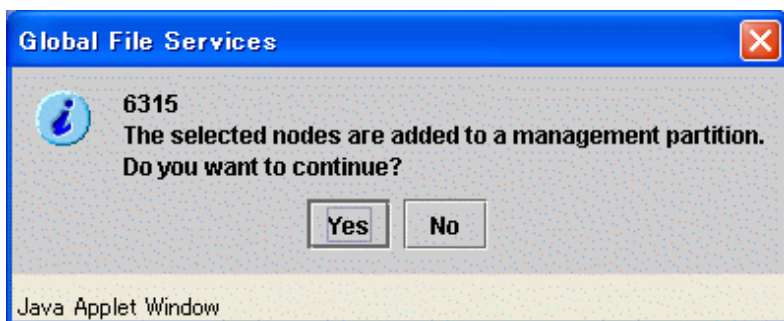 Global File Services
6315
The selected nodes are added to a management partition.
Do you want to continue?
Yes No
Java Applet Window